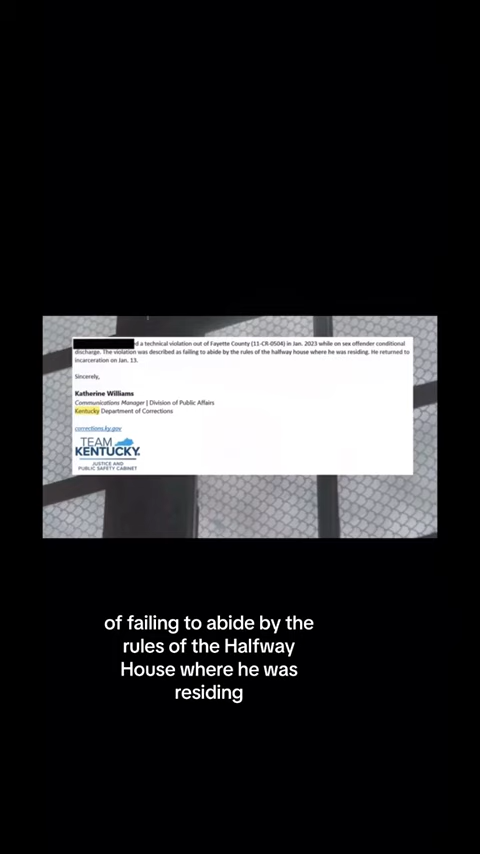 ed a technical violation out of Fayette County (11-CR-0504) in Jan. 2023 while on sex offender conditional
discharge. The violation was described as failing to abide by the rules of the halfway house where he was residing. He returned to
incarceration on Jan. 13.
Sincerely,
Katherine Williams
Communications Manager | Division of Public Affairs
Kentucky Department of Corrections
corrections.ky.gov
TEAM
KENTUCKY.
JUSTICE AND
PUBLIC SAFETY CABINET
of failing to abide by the
rules of the Halfway
House where he was
residing